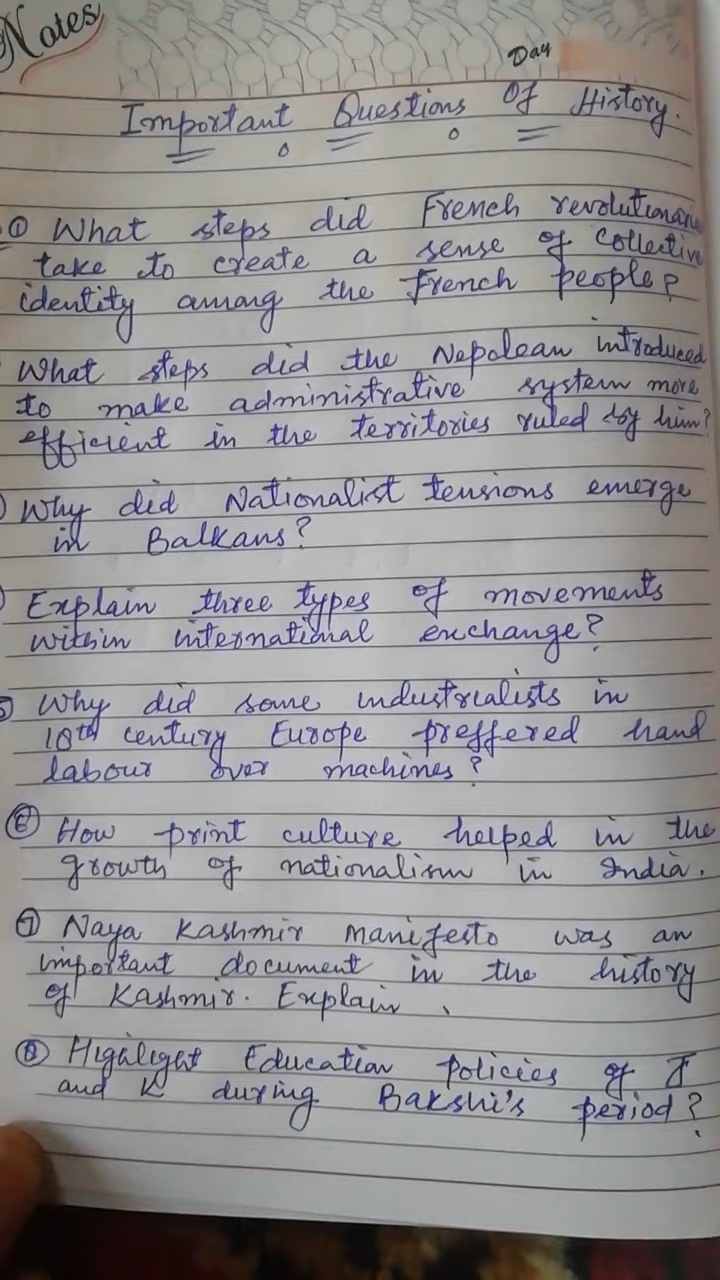 Notes
Day
Important Questions Of History.
① What steps did French revolutionary
take to create a sense of collective
identity among the French people?
What steps did the Nepolean introduced
to make administrative system more
efficient in the territories ruled by him?
Why did Nationalist tensions emerge
in Balkans?
Explain three types of movements
within international exchange?
5) Why did some industrialists in
18th century Europe preffered hand
labour over machines?
⑥ How print culture helped in the
growth of nationalism in India.
⑦ Naya Kashmir manifesto was an
important document in the history
of Kashmir. Explain.
⑧ Highlight Education policies of J
and K during Bakshi's period?